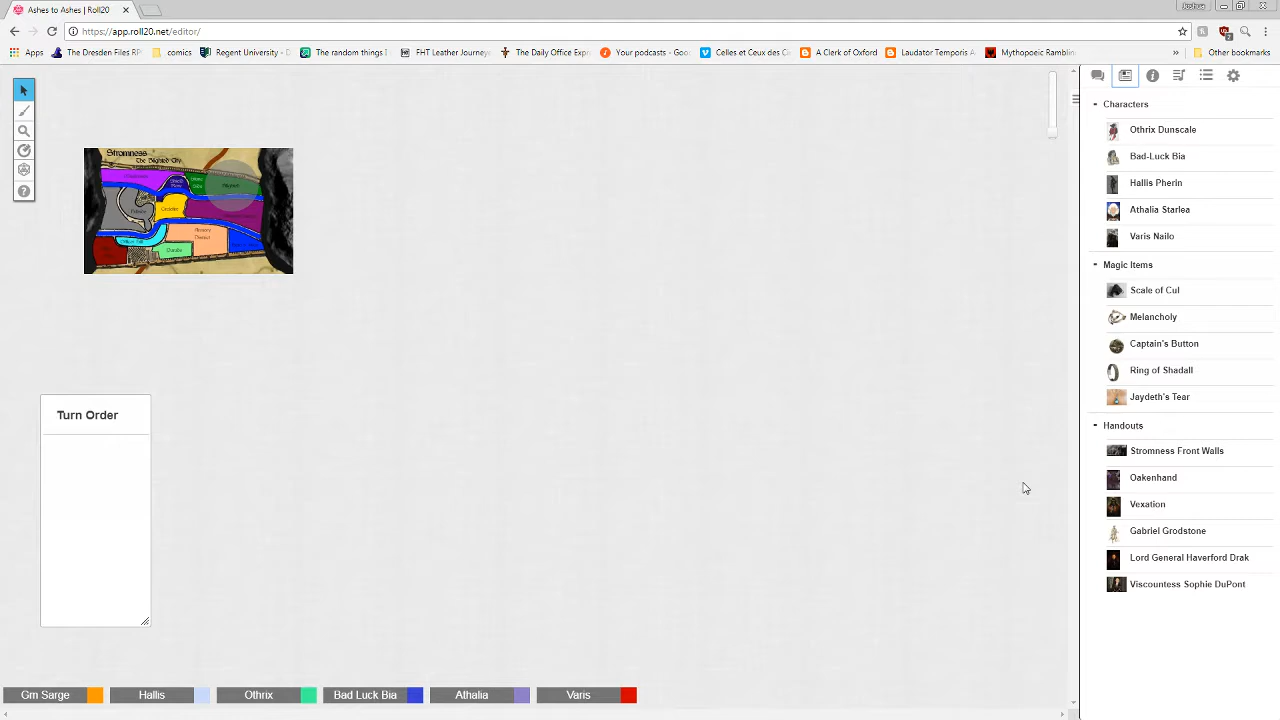 Ashes to Ashes | Roll20
Joshua
https://app.roll20.net/editor/
Apps
The Dresden Files RP
comics
Regent University - D
The random things I
FHT Leather Journey
The Daily Office Expr
Your podcasts - Goo
Celles et Ceux des C
A Clerk of Oxford
Laudator Temporis A
Mythopoeic Ramblin
»
Other bookmarks
Stromness
The Blighted City
Turn Order
Characters
Othrix Dunscale
Bad-Luck Bia
Hallis Pherin
Athalia Starlea
Varis Nailo
Magic Items
Scale of Cul
Melancholy
Captain's Button
Ring of Shadall
Jaydeth's Tear
Handouts
Stromness Front Walls
Oakenhand
Vexation
Gabriel Grodstone
Lord General Haverford Drak
Viscountess Sophie DuPont
Gm Sarge
Hallis
Othrix
Bad Luck Bia
Athalia
Varis